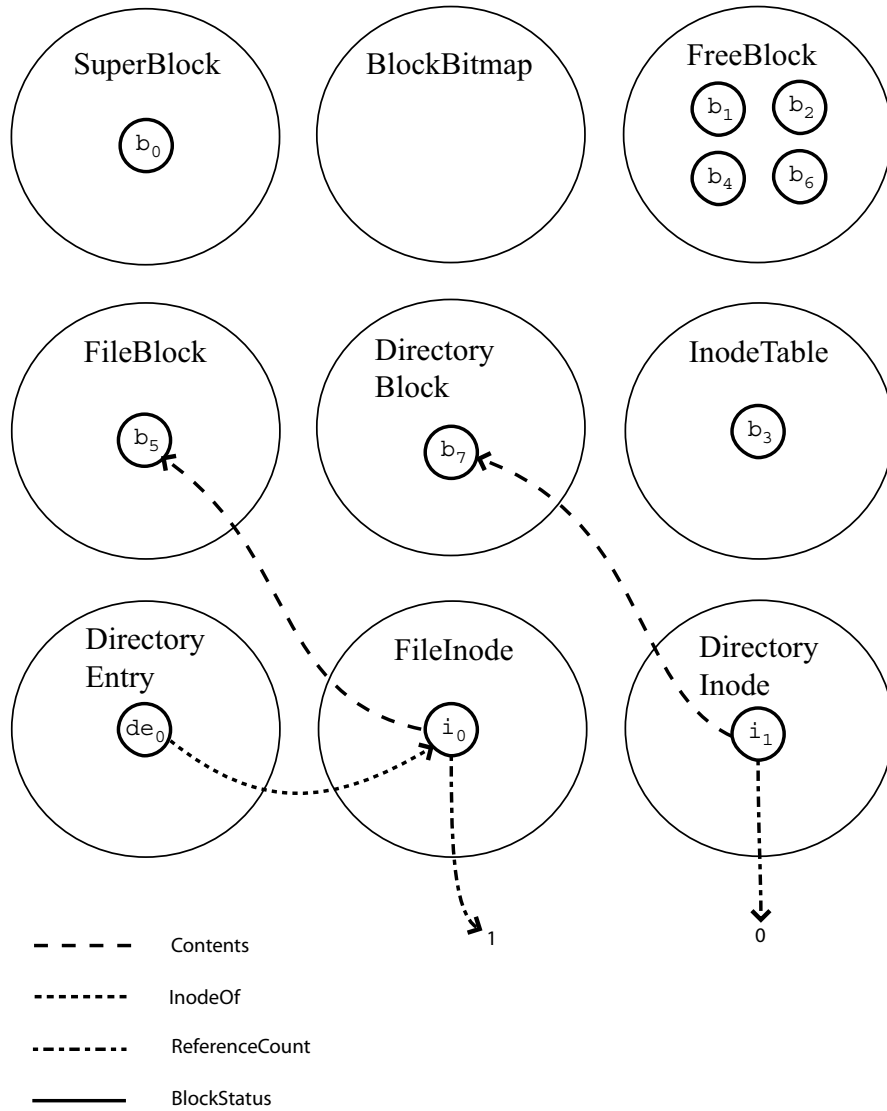 SuperBlock
b0
BlockBitmap
FreeBlock
b1
b2
b4
b6
FileBlock
b5
Directory
Block
b7
InodeTable
b3
Directory
Entry
de0
FileInode
i0
Directory
Inode
i1
1
0
Contents
InodeOf
ReferenceCount
BlockStatus